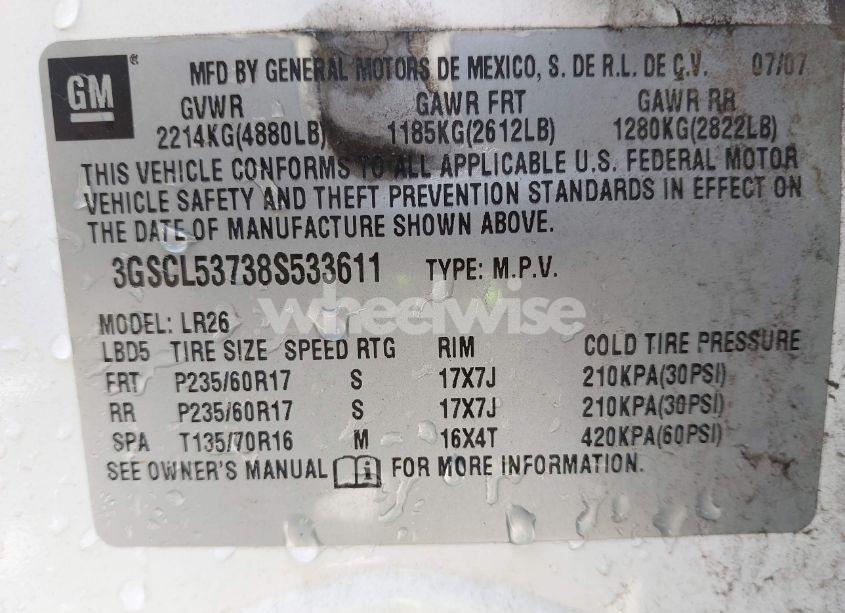 GM
®
MFD BY GENERAL MOTORS DE MEXICO, S. DE R.L. DE C.V. 07/07
GVWR GAWR FRT GAWR RR
2214KG(4880LB) 1185KG(2612LB) 1280KG(2822LB)
THIS VEHICLE CONFORMS TO ALL APPLICABLE U.S. FEDERAL MOTOR
VEHICLE SAFETY AND THEFT PREVENTION STANDARDS IN EFFECT ON
THE DATE OF MANUFACTURE SHOWN ABOVE.
3GSCL53738S533611 TYPE: M.P.V.
wheelwise
MODEL: LR26
LBD5 TIRE SIZE SPEED RTG RIM COLD TIRE PRESSURE
FRT P235/60R17 S 17X7J 210KPA(30PSI)
RR P235/60R17 S 17X7J 210KPA(30PSI)
SPA T135/70R16 M 16X4T 420KPA(60PSI)
SEE OWNER'S MANUAL i FOR MORE INFORMATION.